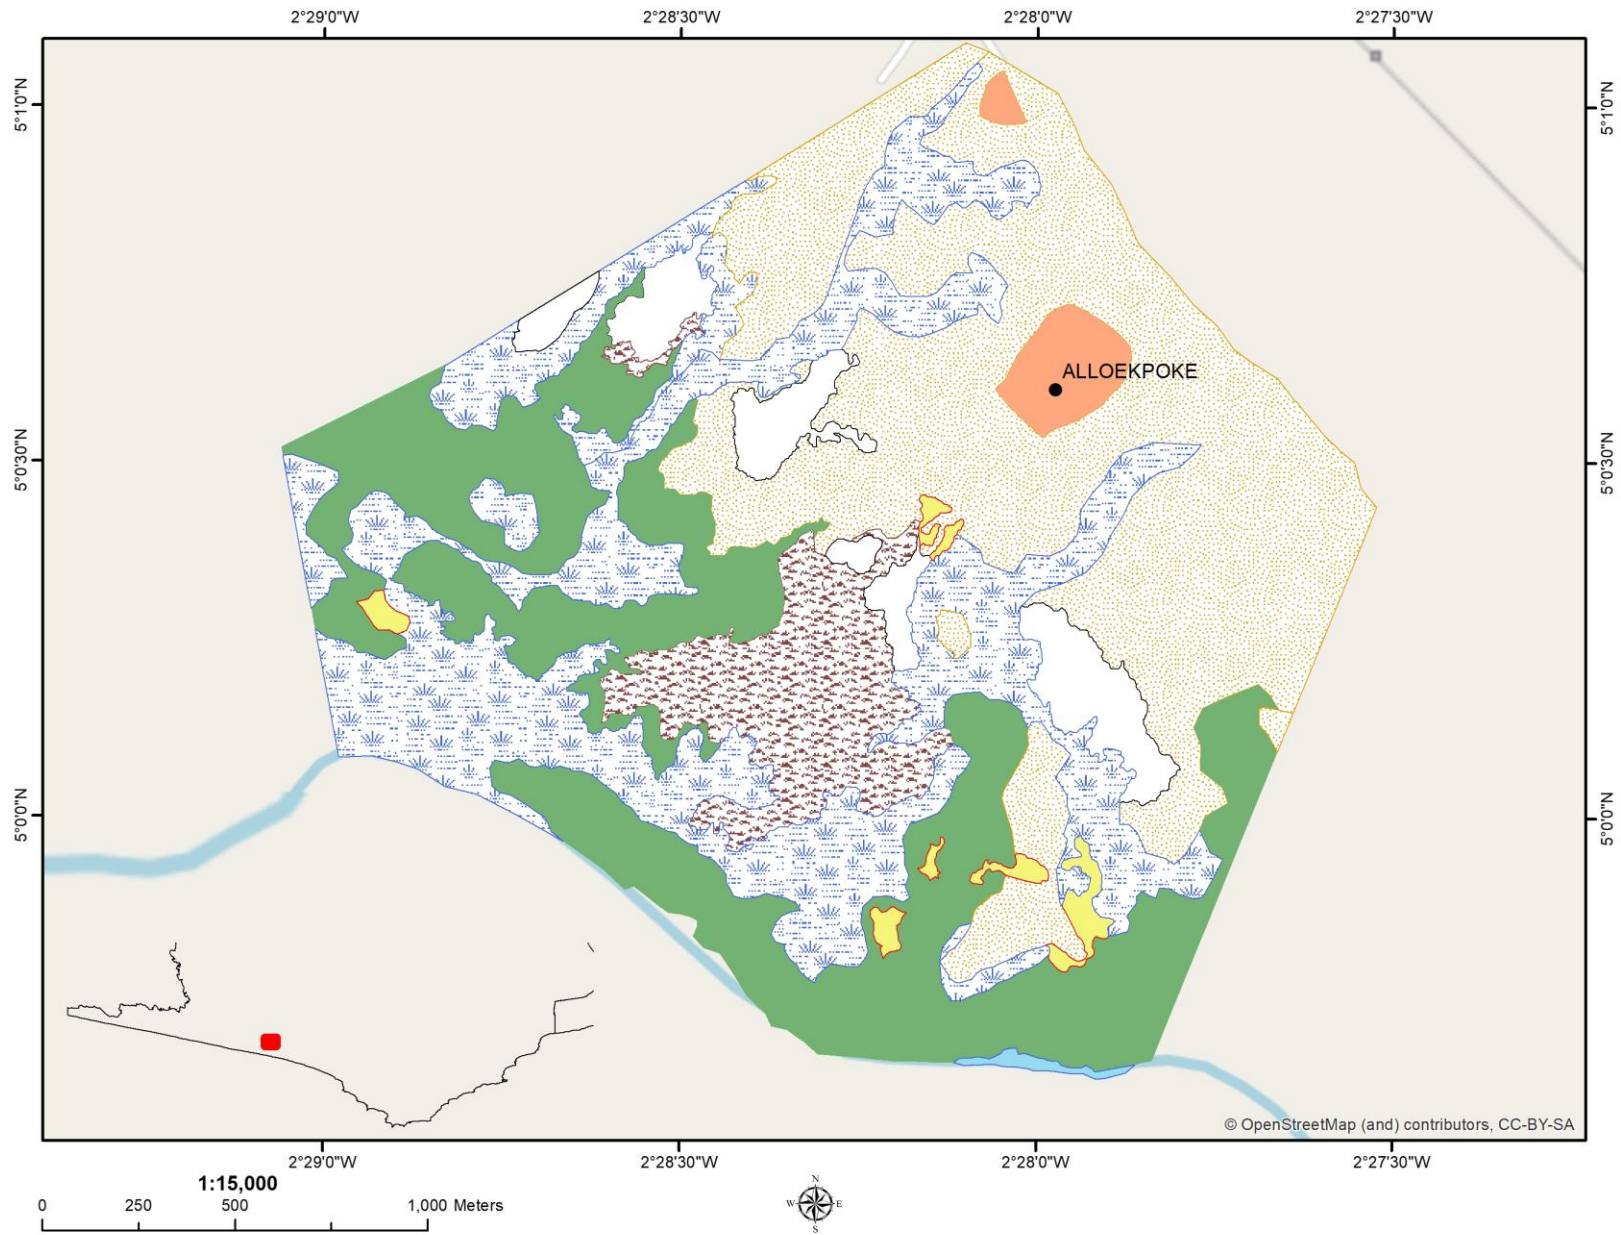 2°29'0"W 2°28'30"W 2°28'0"W 2°27'30"W
5°1'0"N 5°1'0"N
ALLOEKPOKE
5°0'30"N 5°0'30"N
5°0'0"N 5°0'0"N
© OpenStreetMap (and) contributors, CC-BY-SA
2°29'0"W 2°28'30"W 2°28'0"W 2°27'30"W
1:15,000
0 250 500 1,000 Meters
N
W E
S